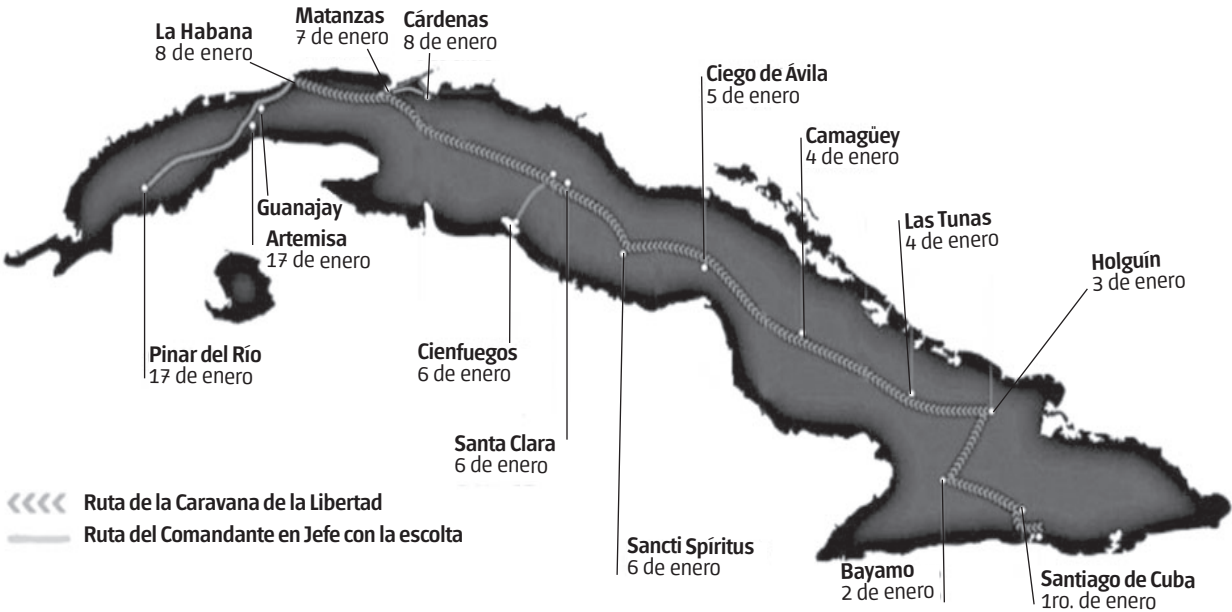 La Habana
8 de enero
Matanzas
7 de enero
Cárdenas
8 de enero
Ciego de Ávila
5 de enero
Camagüey
4 de enero
Las Tunas
4 de enero
Holguín
3 de enero
Guanajay
Artemisa
17 de enero
Pinar del Río
17 de enero
Cienfuegos
6 de enero
Santa Clara
6 de enero
Sancti Spíritus
6 de enero
Bayamo
2 de enero
Santiago de Cuba
1ro. de enero
Ruta de la Caravana de la Libertad
Ruta del Comandante en Jefe con la escolta